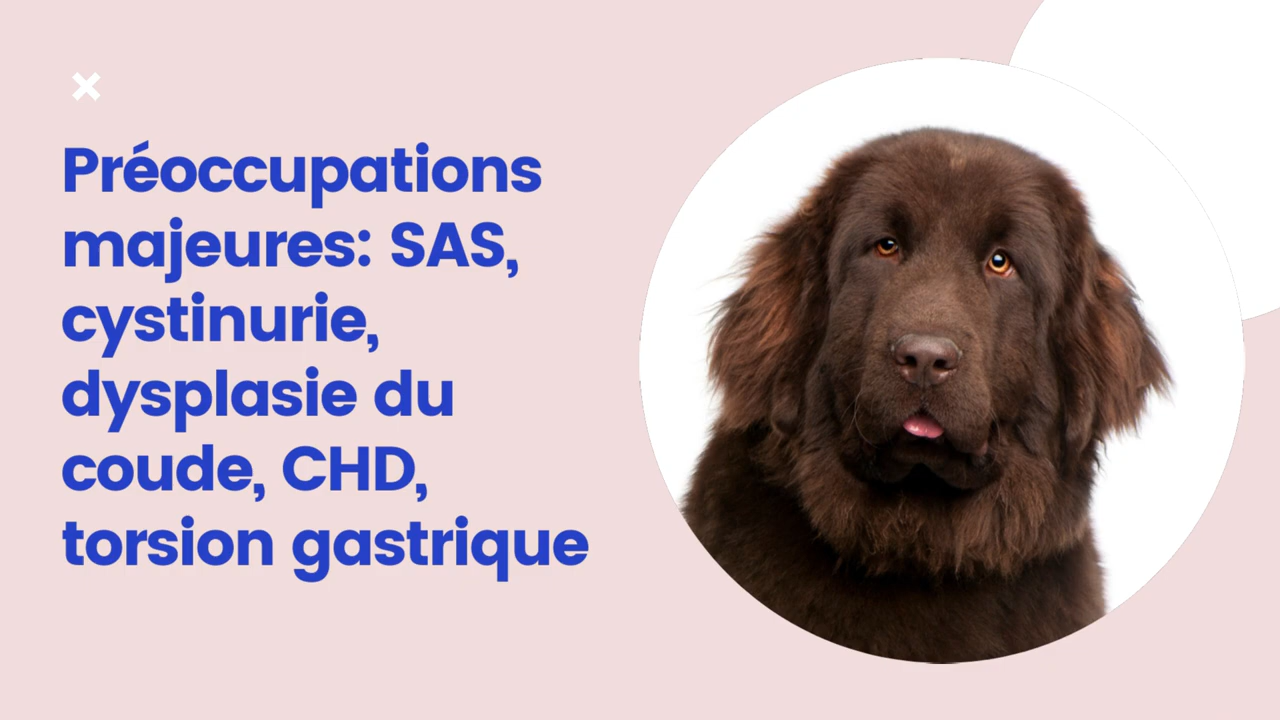 Préoccupations
majeures: SAS,
cystinurie,
dysplasie du
coude, CHD,
torsion gastrique